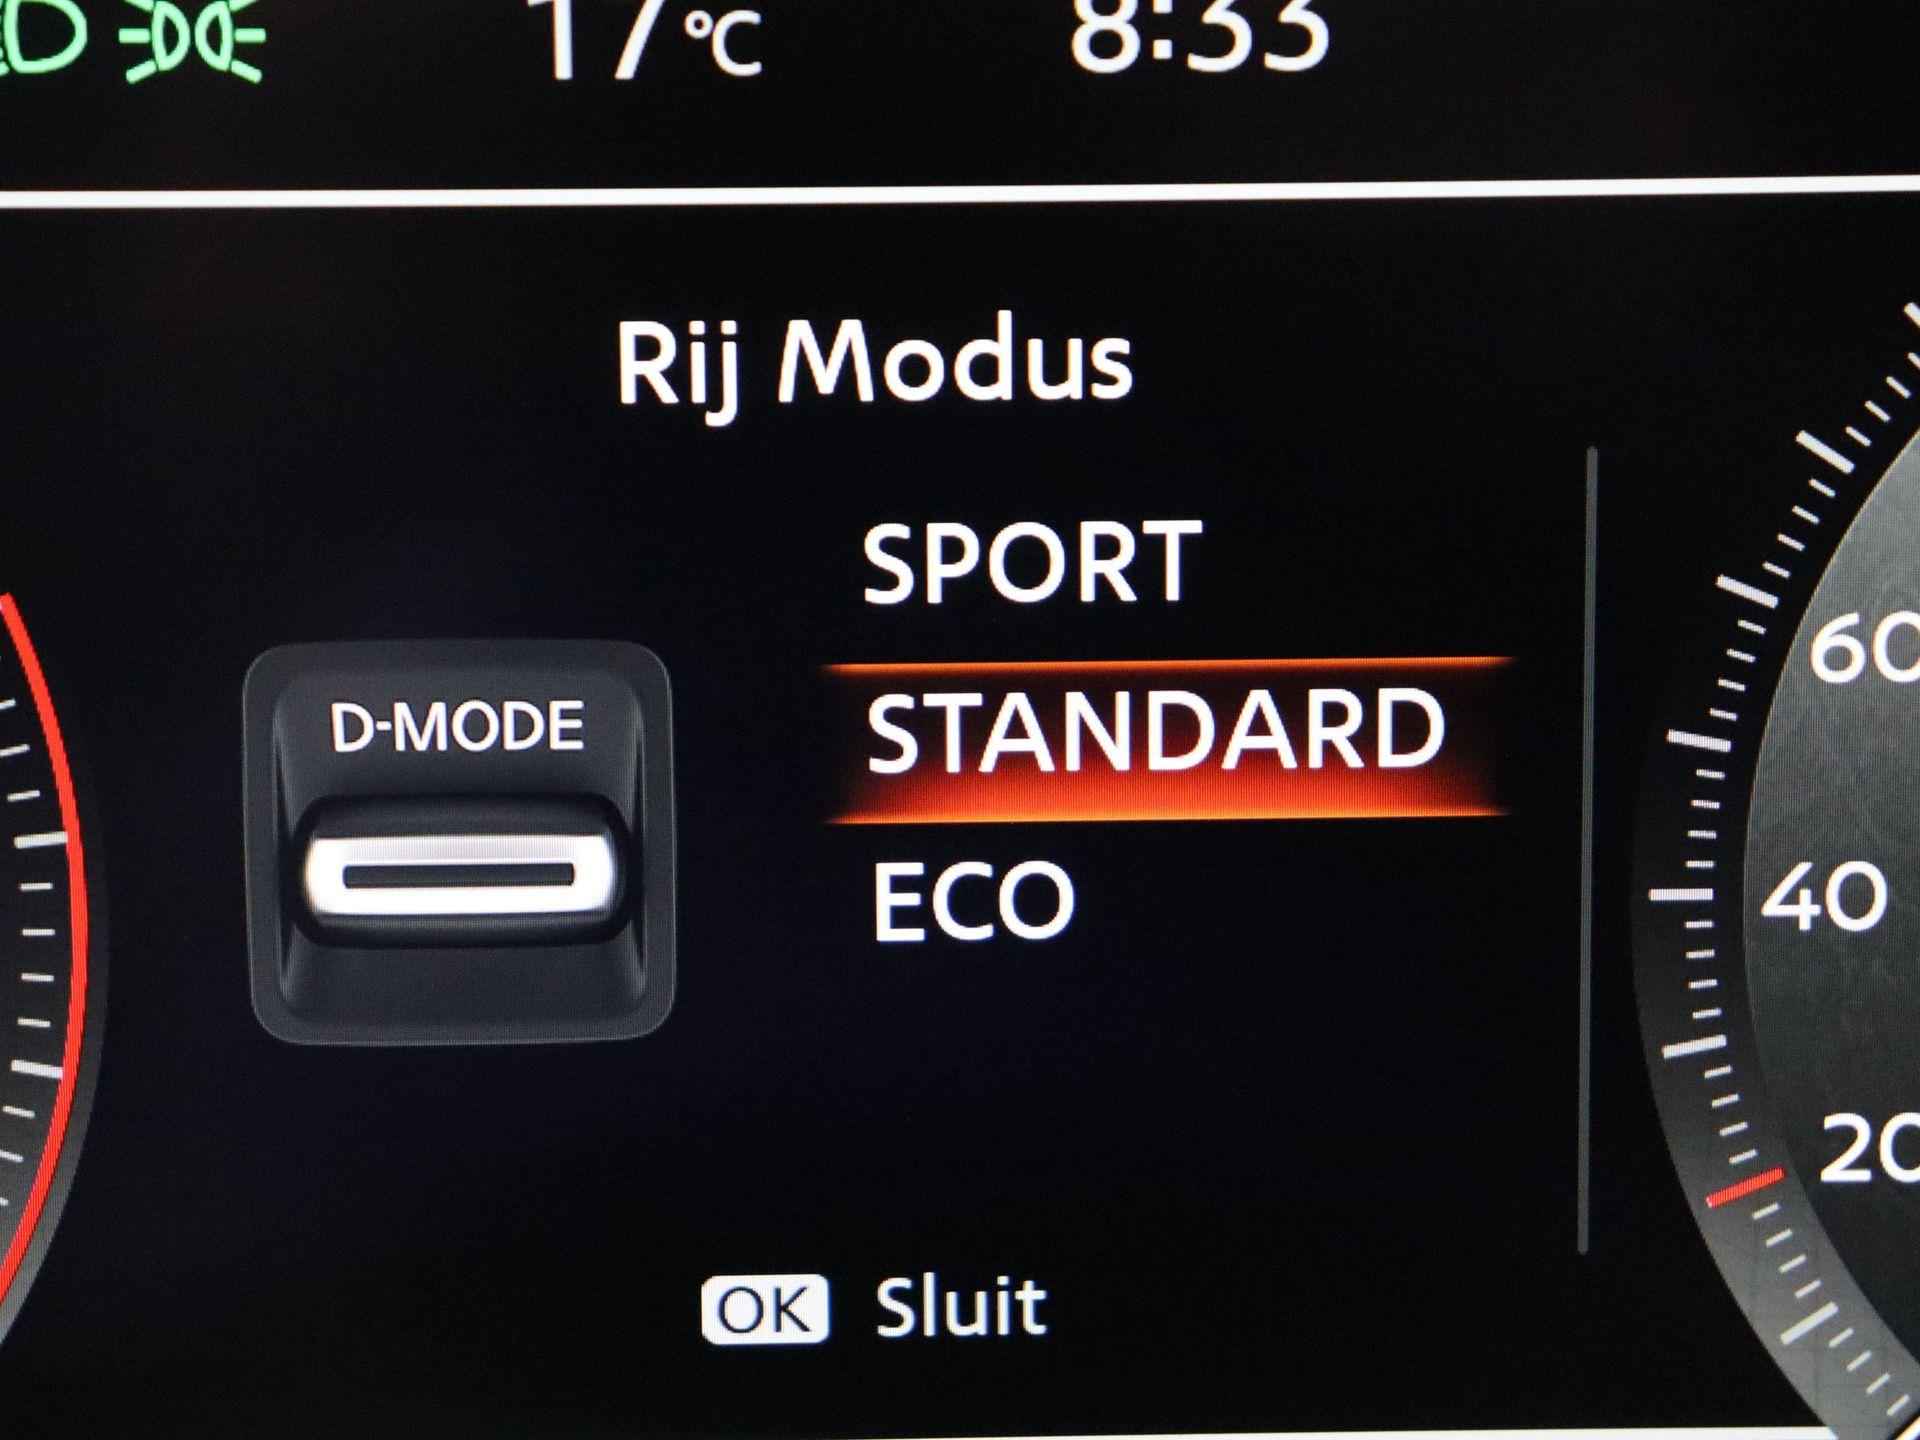 17°C 8:33
Rij Modus
SPORT
60
D-MODE STANDARD
ECO 40
20
OK Sluit